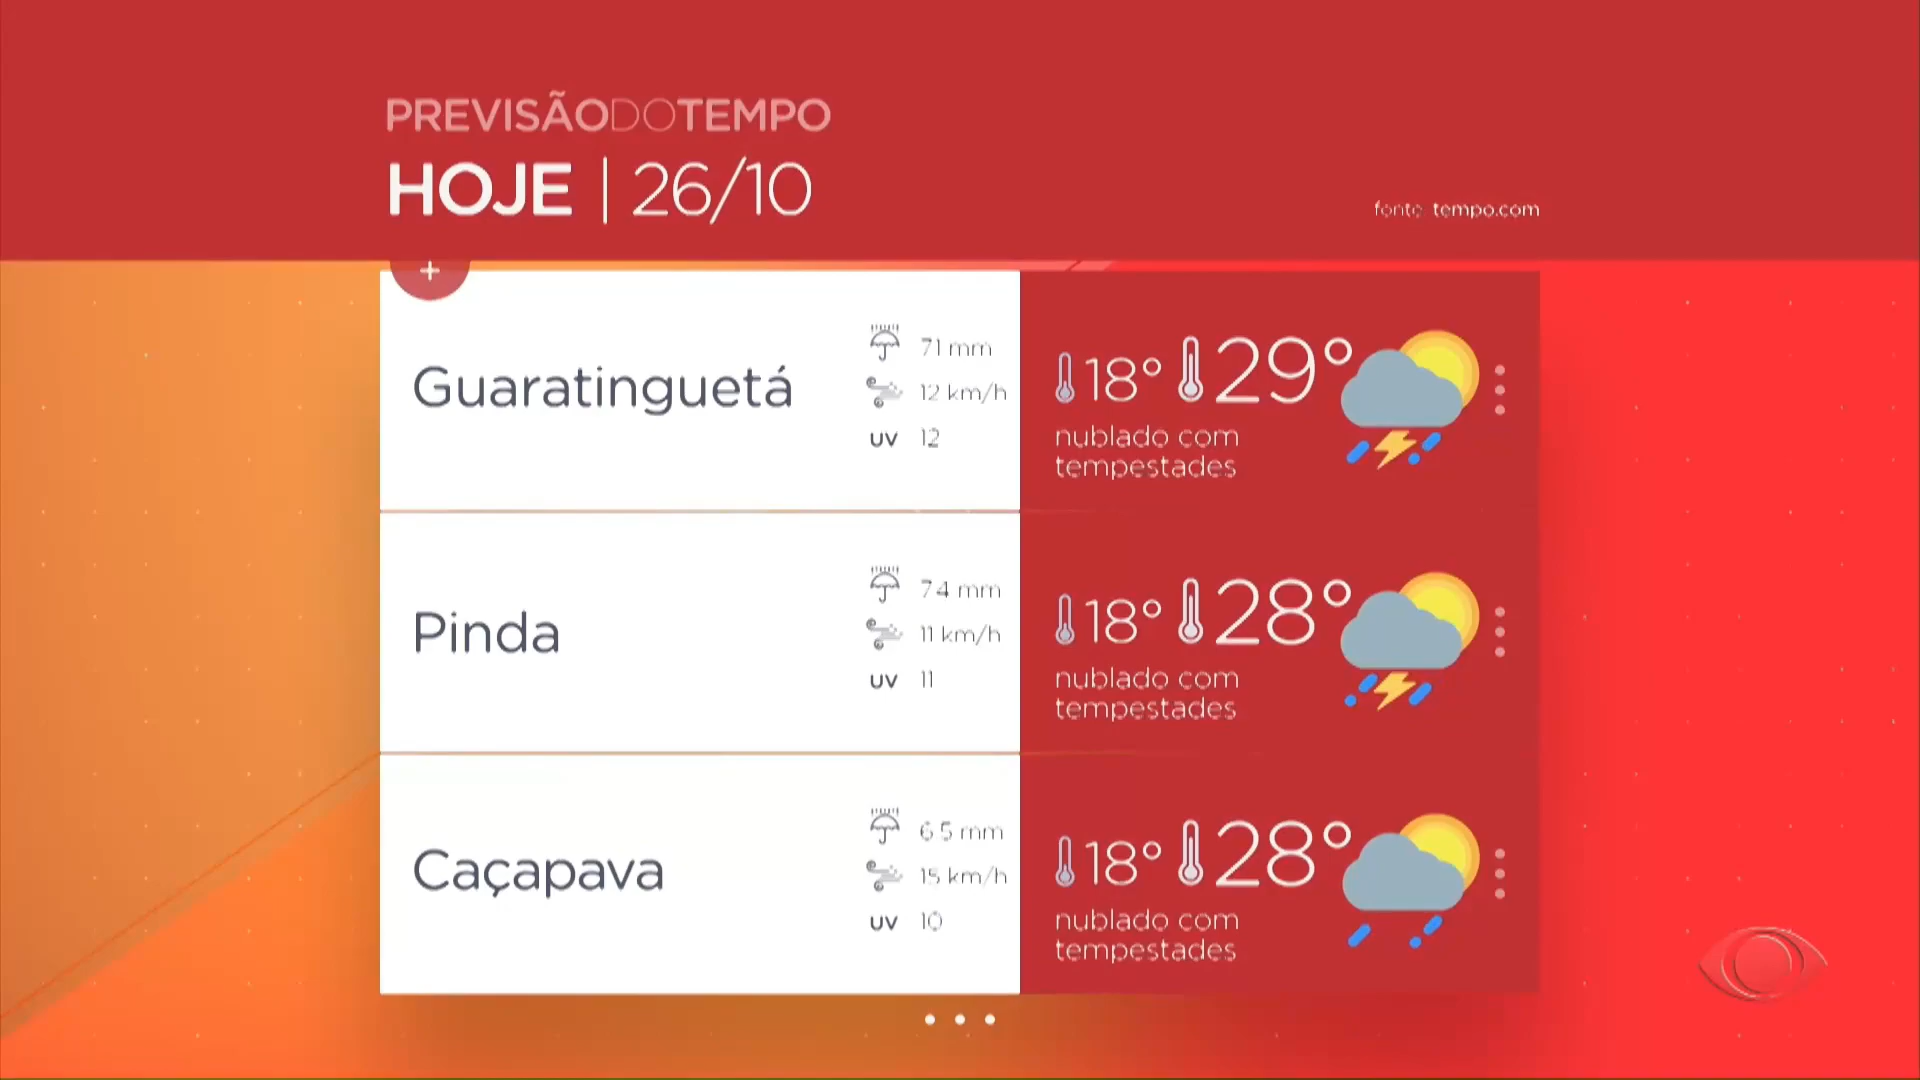 PREVISÃODOTEMPO
HOJE | 26/10
fonte tempo.com
+
Guaratinguetá
71 mm
12 km/h
UV 12
18° 29°
nublado com
tempestades
Pinda
74 mm
11 km/h
UV 11
18° 28°
nublado com
tempestades
Caçapava
65 mm
15 km/h
UV 10
18° 28°
nublado com
tempestades